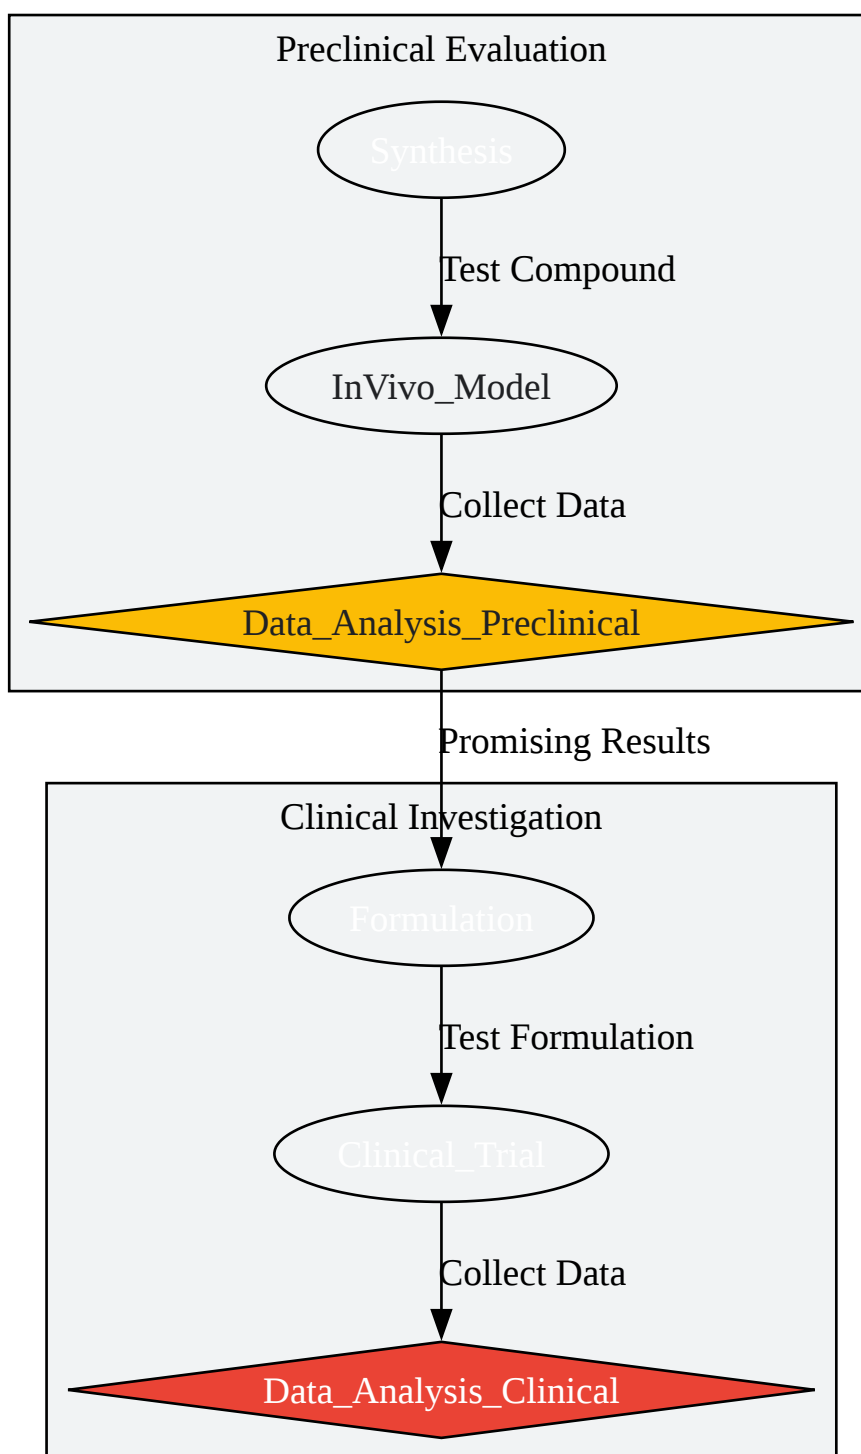 Preclinical Evaluation
Synthesis
Test Compound
InVivo_Model
Collect Data
Data_Analysis_Preclinical
Promising Results
Clinical Investigation
Formulation
Test Formulation
Clinical_Trial
Collect Data
Data_Analysis_Clinical